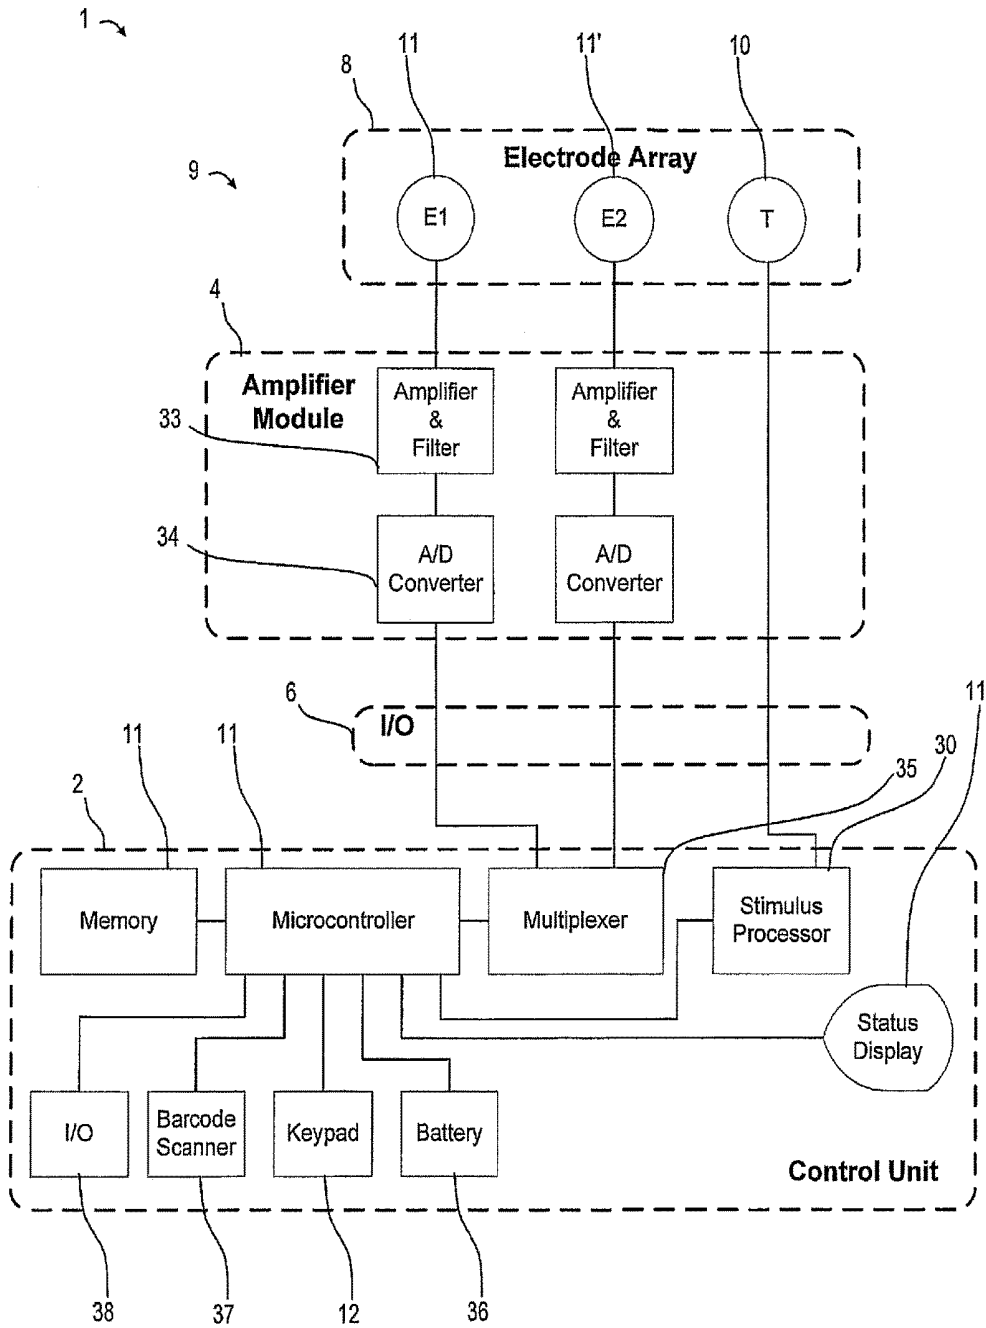 1
11
11'
10
8
Electrode Array
9
E1
E2
T
4
Amplifier
Module
Amplifier
&
Filter
Amplifier
&
Filter
33
34
A/D
Converter
A/D
Converter
6
I/O
11
11
11
30
35
2
Memory
Microcontroller
Multiplexer
Stimulus
Processor
Status
Display
I/O
Barcode
Scanner
Keypad
Battery
Control Unit
38
37
12
36